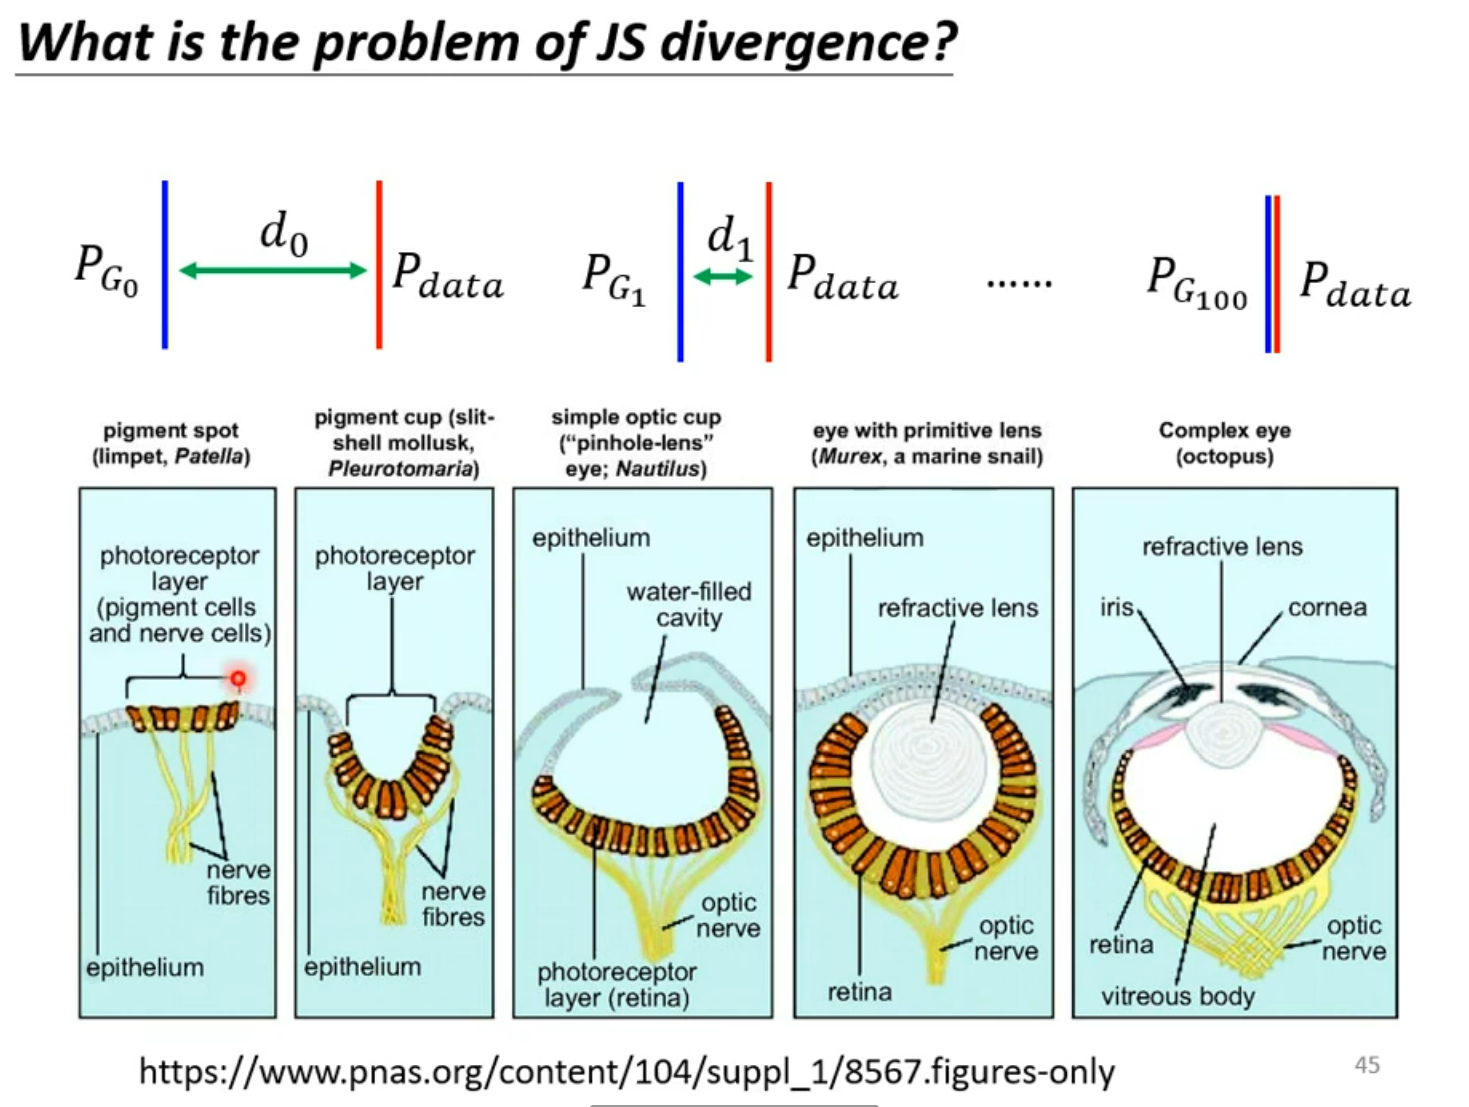 What is the problem of JS divergence?
P_{G_0}
d_0
P_{data}
P_{G_1}
d_1
P_{data}
......
P_{G_{100}}
P_{data}
pigment spot
(limpet, Patella)
photoreceptor
layer
(pigment cells
and nerve cells)
nerve
fibres
epithelium
pigment cup (slit-
shell mollusk,
Pleurotomaria)
photoreceptor
layer
nerve
fibres
epithelium
simple optic cup
(“pinhole-lens”
eye; Nautilus)
epithelium
water-filled
cavity
optic
nerve
photoreceptor
layer (retina)
eye with primitive lens
(Murex, a marine snail)
epithelium
refractive lens
optic
nerve
retina
Complex eye
(octopus)
refractive lens
iris
cornea
retina
optic
nerve
vitreous body
https://www.pnas.org/content/104/suppl_1/8567.figures-only
45